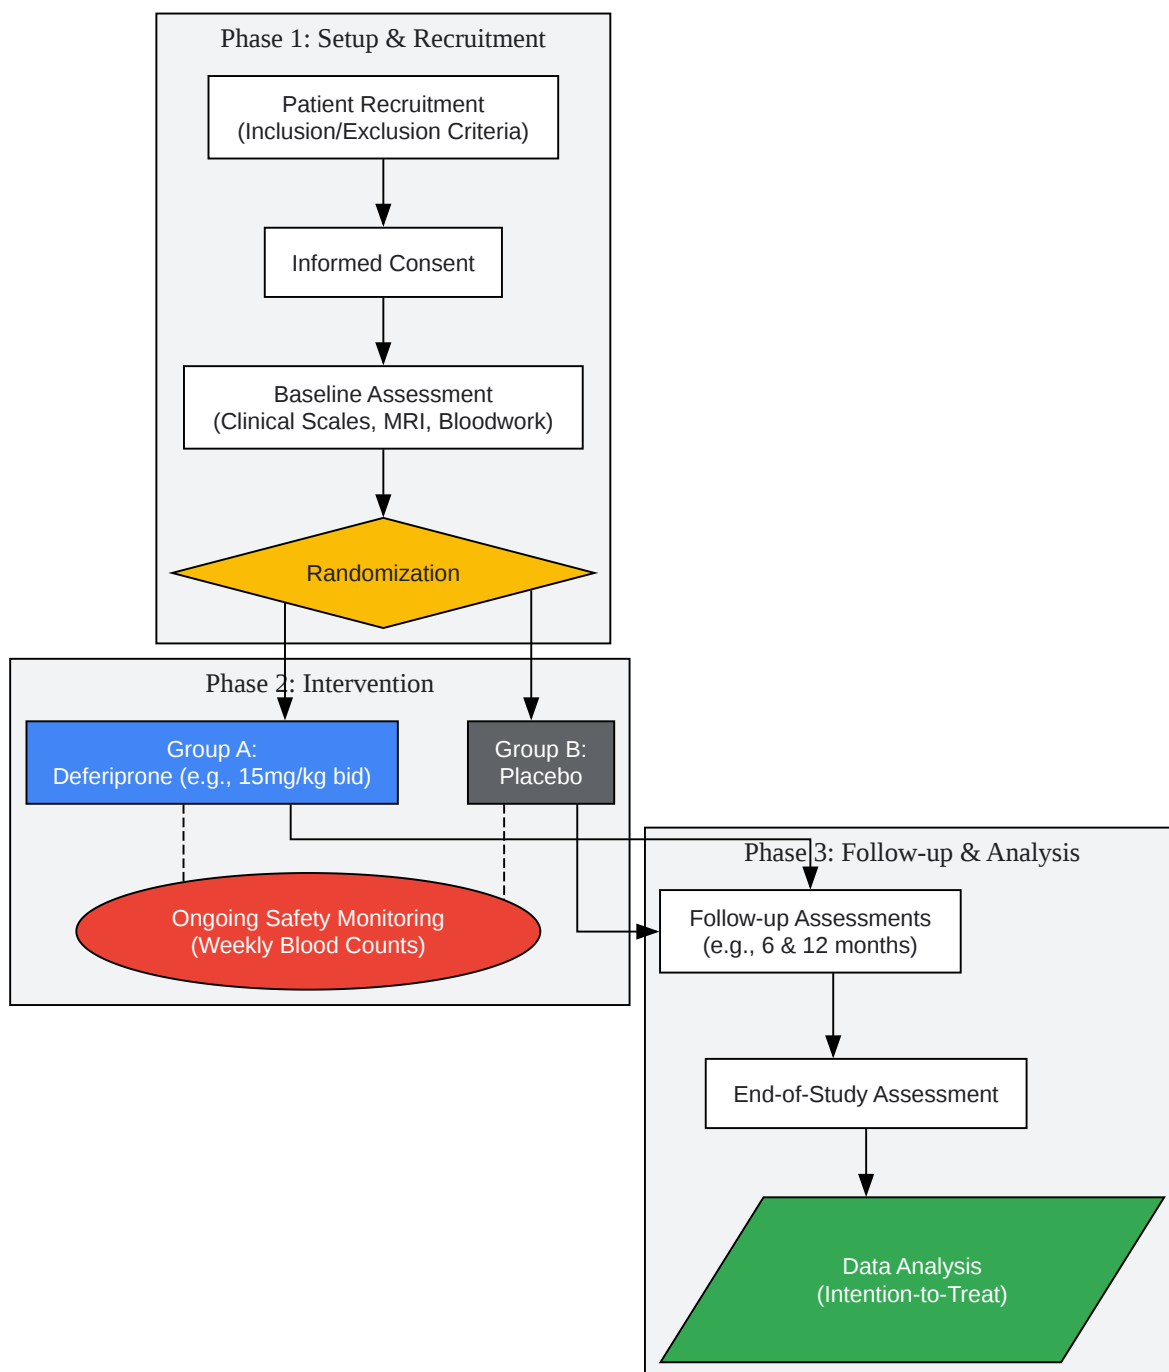 Phase 1: Setup & Recruitment
Patient Recruitment
(Inclusion/Exclusion Criteria)
Informed Consent
Baseline Assessment
(Clinical Scales, MRI, Bloodwork)
Randomization
Phase 2: Intervention
Group A:
Deferiprone (e.g., 15mg/kg bid)
Group B:
Placebo
Ongoing Safety Monitoring
(Weekly Blood Counts)
Phase 3: Follow-up & Analysis
Follow-up Assessments
(e.g., 6 & 12 months)
End-of-Study Assessment
Data Analysis
(Intention-to-Treat)